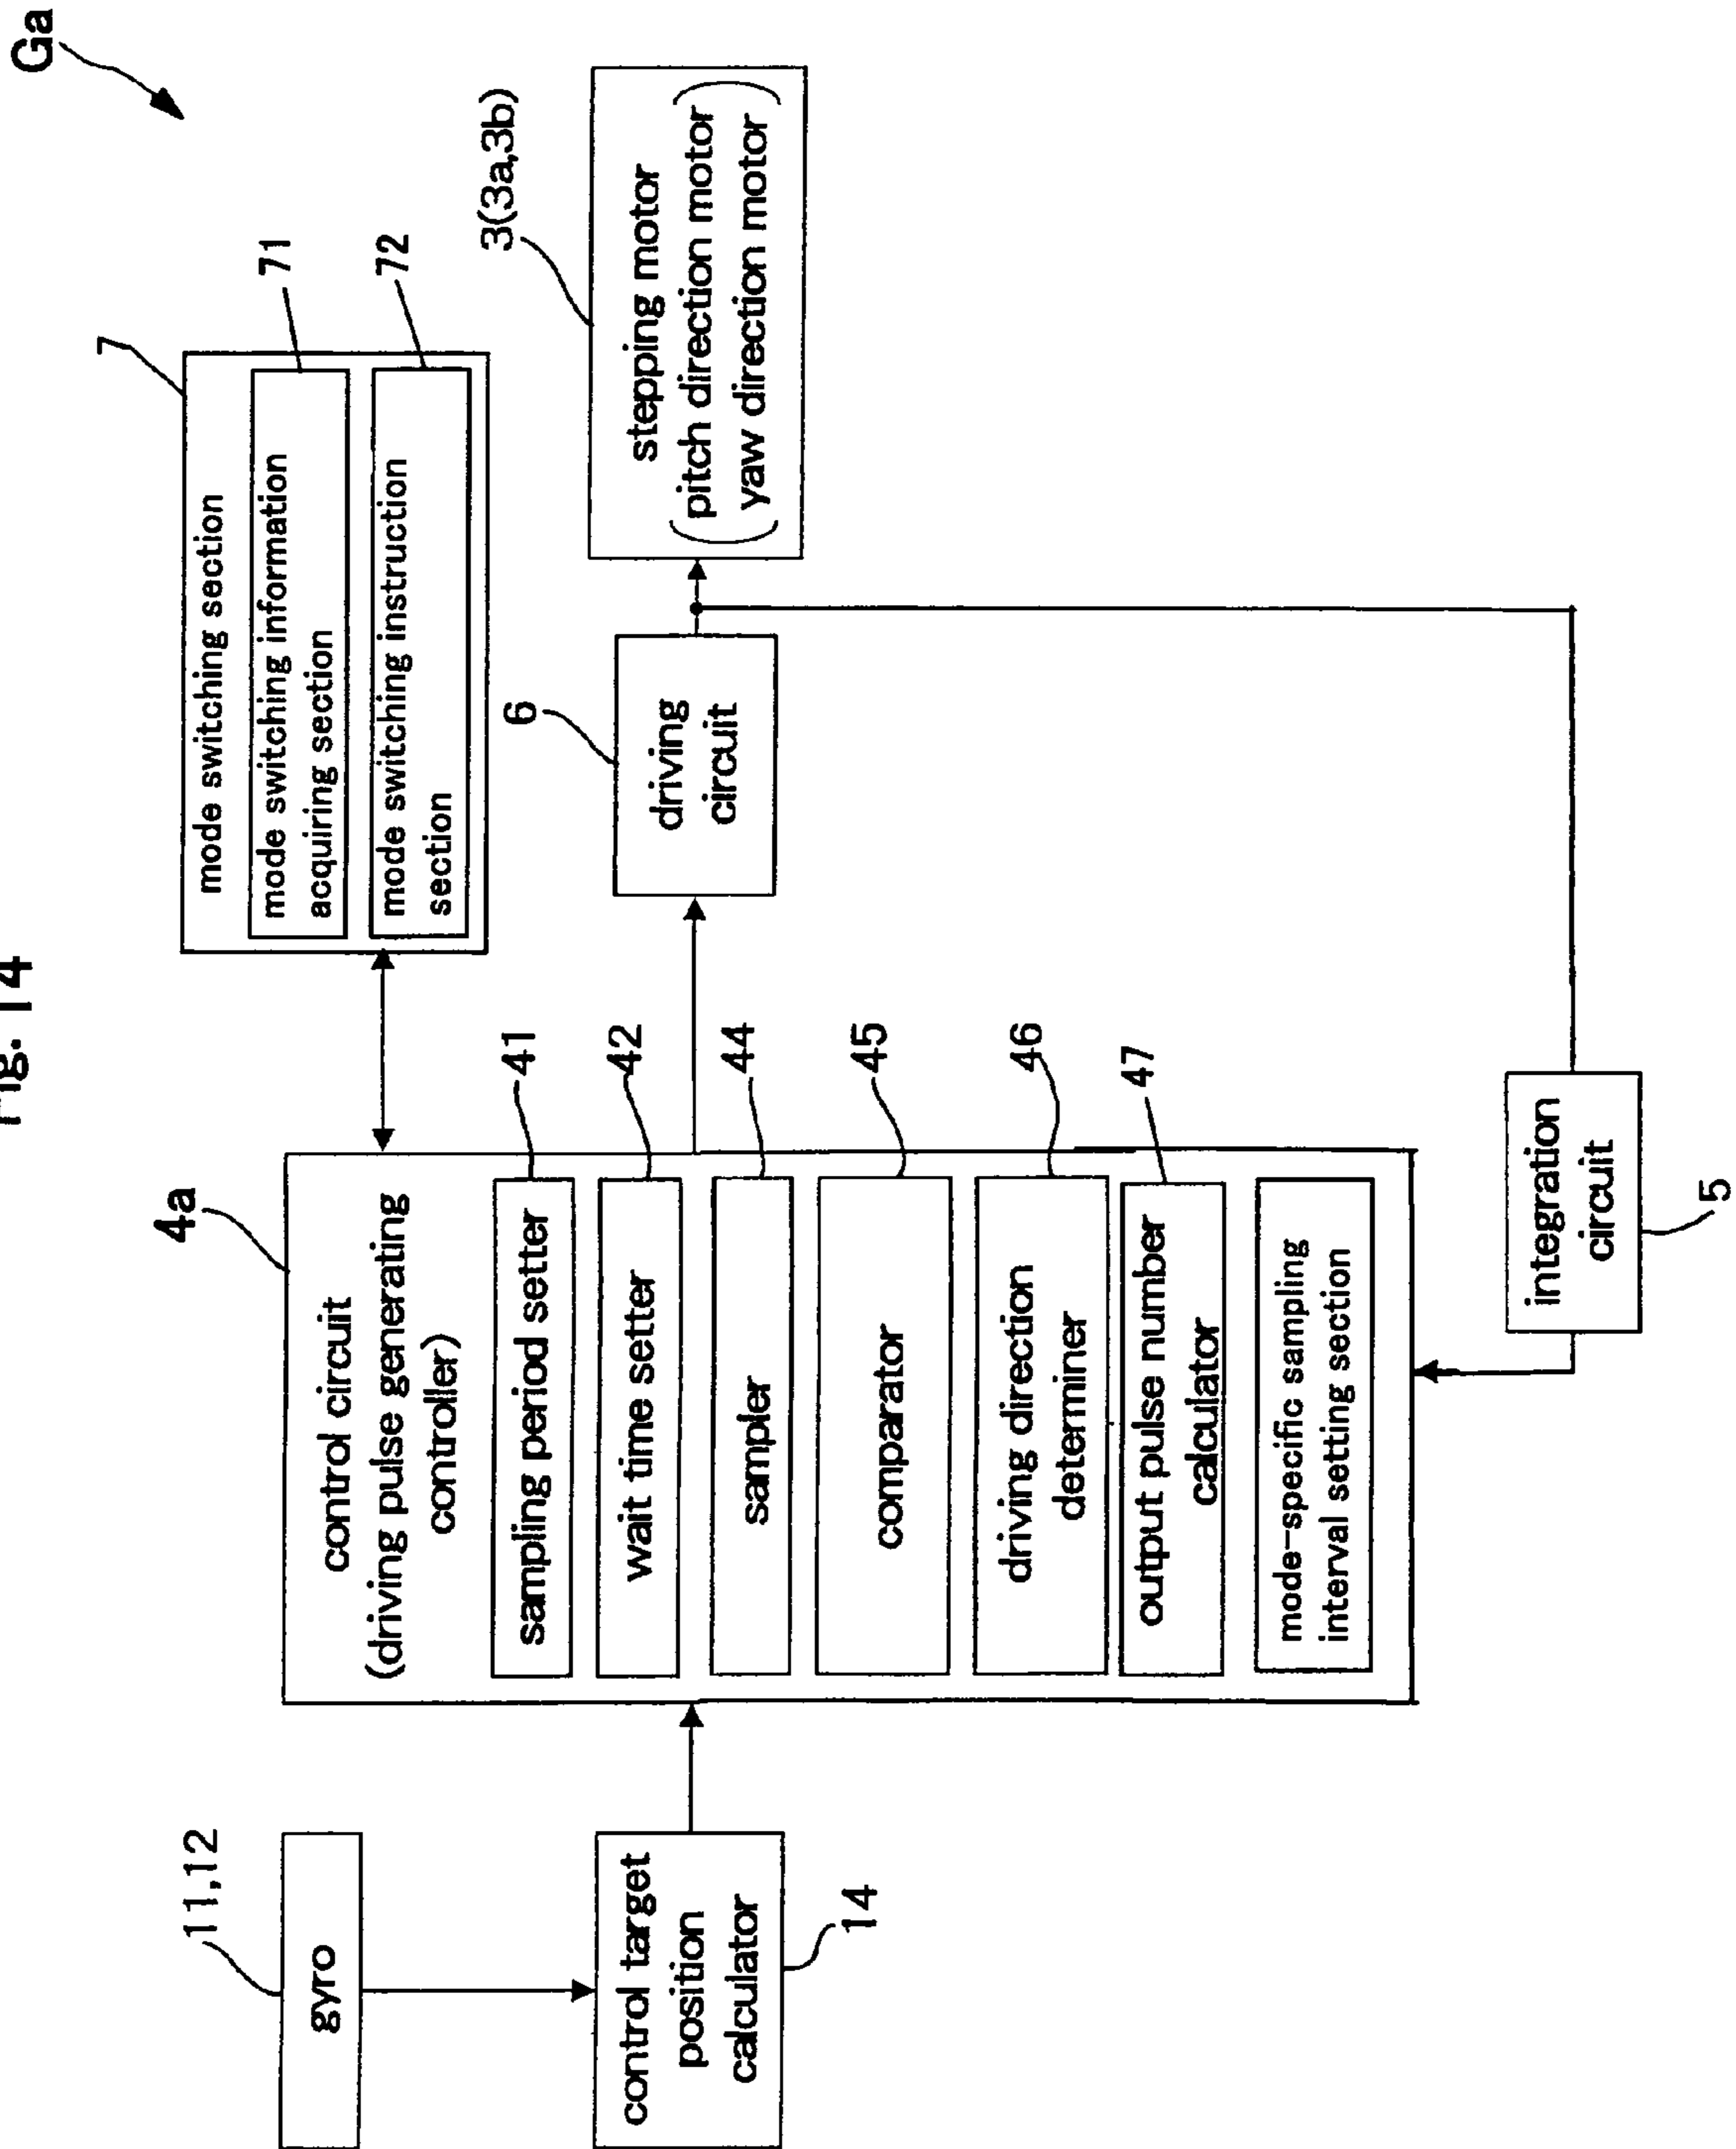 Fig. 14
Ga
11,12
gyro
control target
position
calculator
14
4a
control circuit
(driving pulse generating
controller)
sampling period setter
41
wait time setter
42
sampler
44
comparator
45
driving direction
determiner
46
output pulse number
calculator
47
mode-specific sampling
interval setting section
7
mode switching section
mode switching information
acquiring section
71
mode switching instruction
section
72
6
driving
circuit
3(3a,3b)
stepping motor
(pitch direction motor
yaw direction motor)
integration
circuit
5